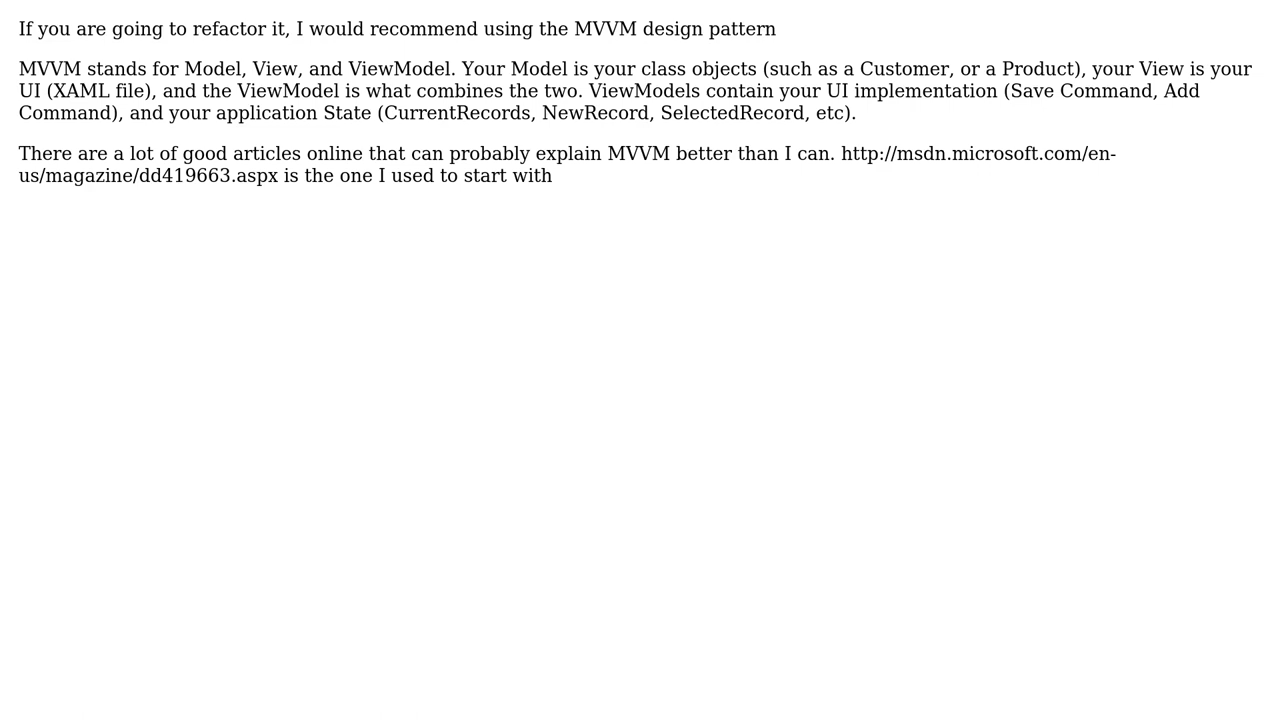 If you are going to refactor it, I would recommend using the MVVM design pattern
MVVM stands for Model, View, and ViewModel. Your Model is your class objects (such as a Customer, or a Product), your View is your
UI (XAML file), and the ViewModel is what combines the two. ViewModels contain your UI implementation (Save Command, Add
Command), and your application State (CurrentRecords, NewRecord, SelectedRecord, etc).
There are a lot of good articles online that can probably explain MVVM better than I can. http://msdn.microsoft.com/en-
us/magazine/dd419663.aspx is the one I used to start with